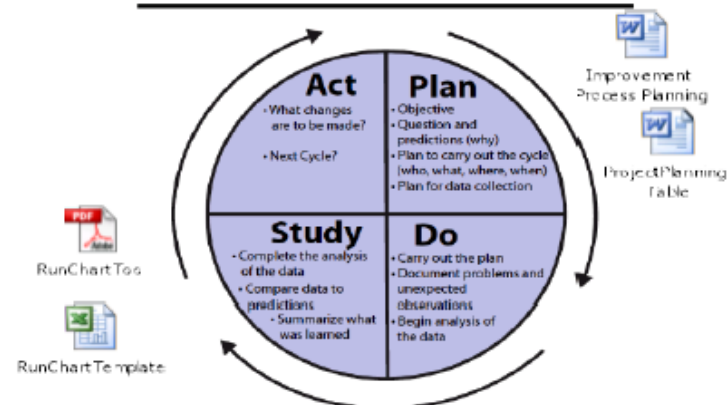 Act
• What changes
are to be made?
• Next Cycle?
Plan
• Objective
• Question and
predictions (why)
• Plan to carry out the cycle
(who, what, where, when)
• Plan for data collection
Study
• Complete the analysis
of the data
• Compare data to
predictions
• Summarize what
was learned
Do
• Carry out the plan
• Document problems and
unexpected
observations
• Begin analysis of
the data
Improvement
Process Planning
ProjectPlanning
Table
PDF
Adobe
RunChartToo
RunChartTemplate